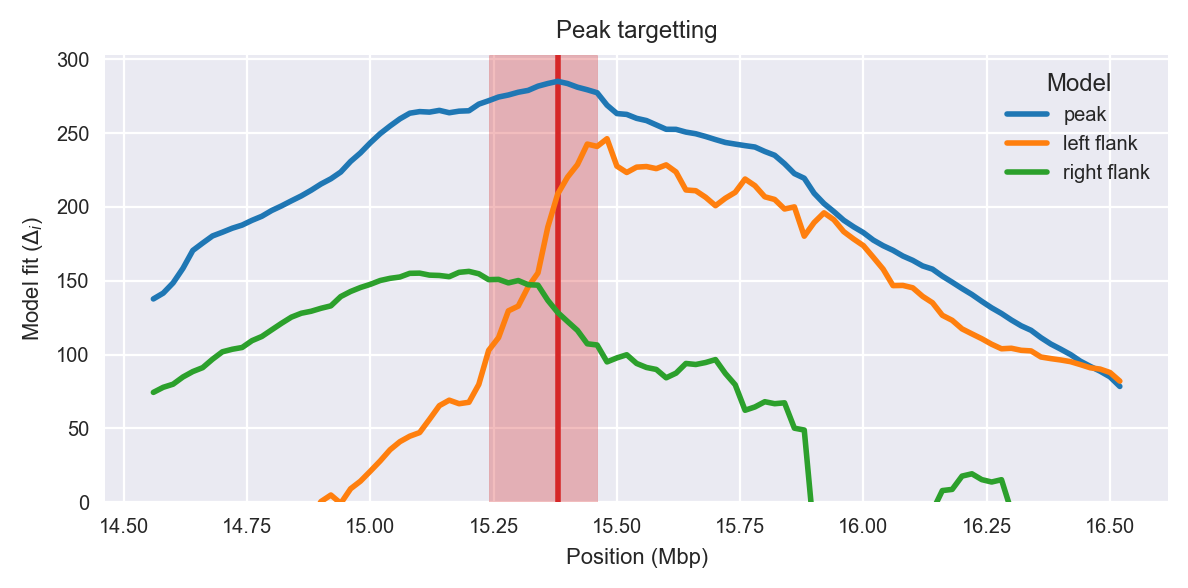 Peak targetting
Model fit (Δi)
300
250
200
150
100
50
0
Model
peak
left flank
right flank
14.50 14.75 15.00 15.25 15.50 15.75 16.00 16.25 16.50
Position (Mbp)